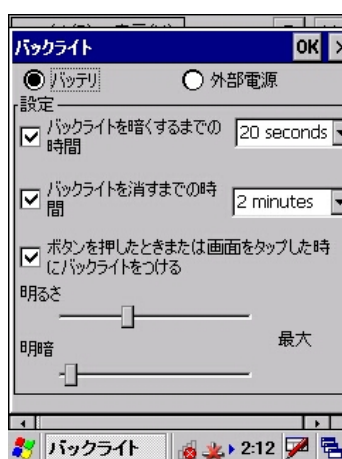 バックライト OK
バッテリ 外部電源
設定
バックライトを暗くするまでの
時間
20 seconds
バックライトを消すまでの時
間
2 minutes
ボタンを押したときまたは画面をタップした時
にバックライトをつける
明るさ
最大
明暗
バックライト 2:12